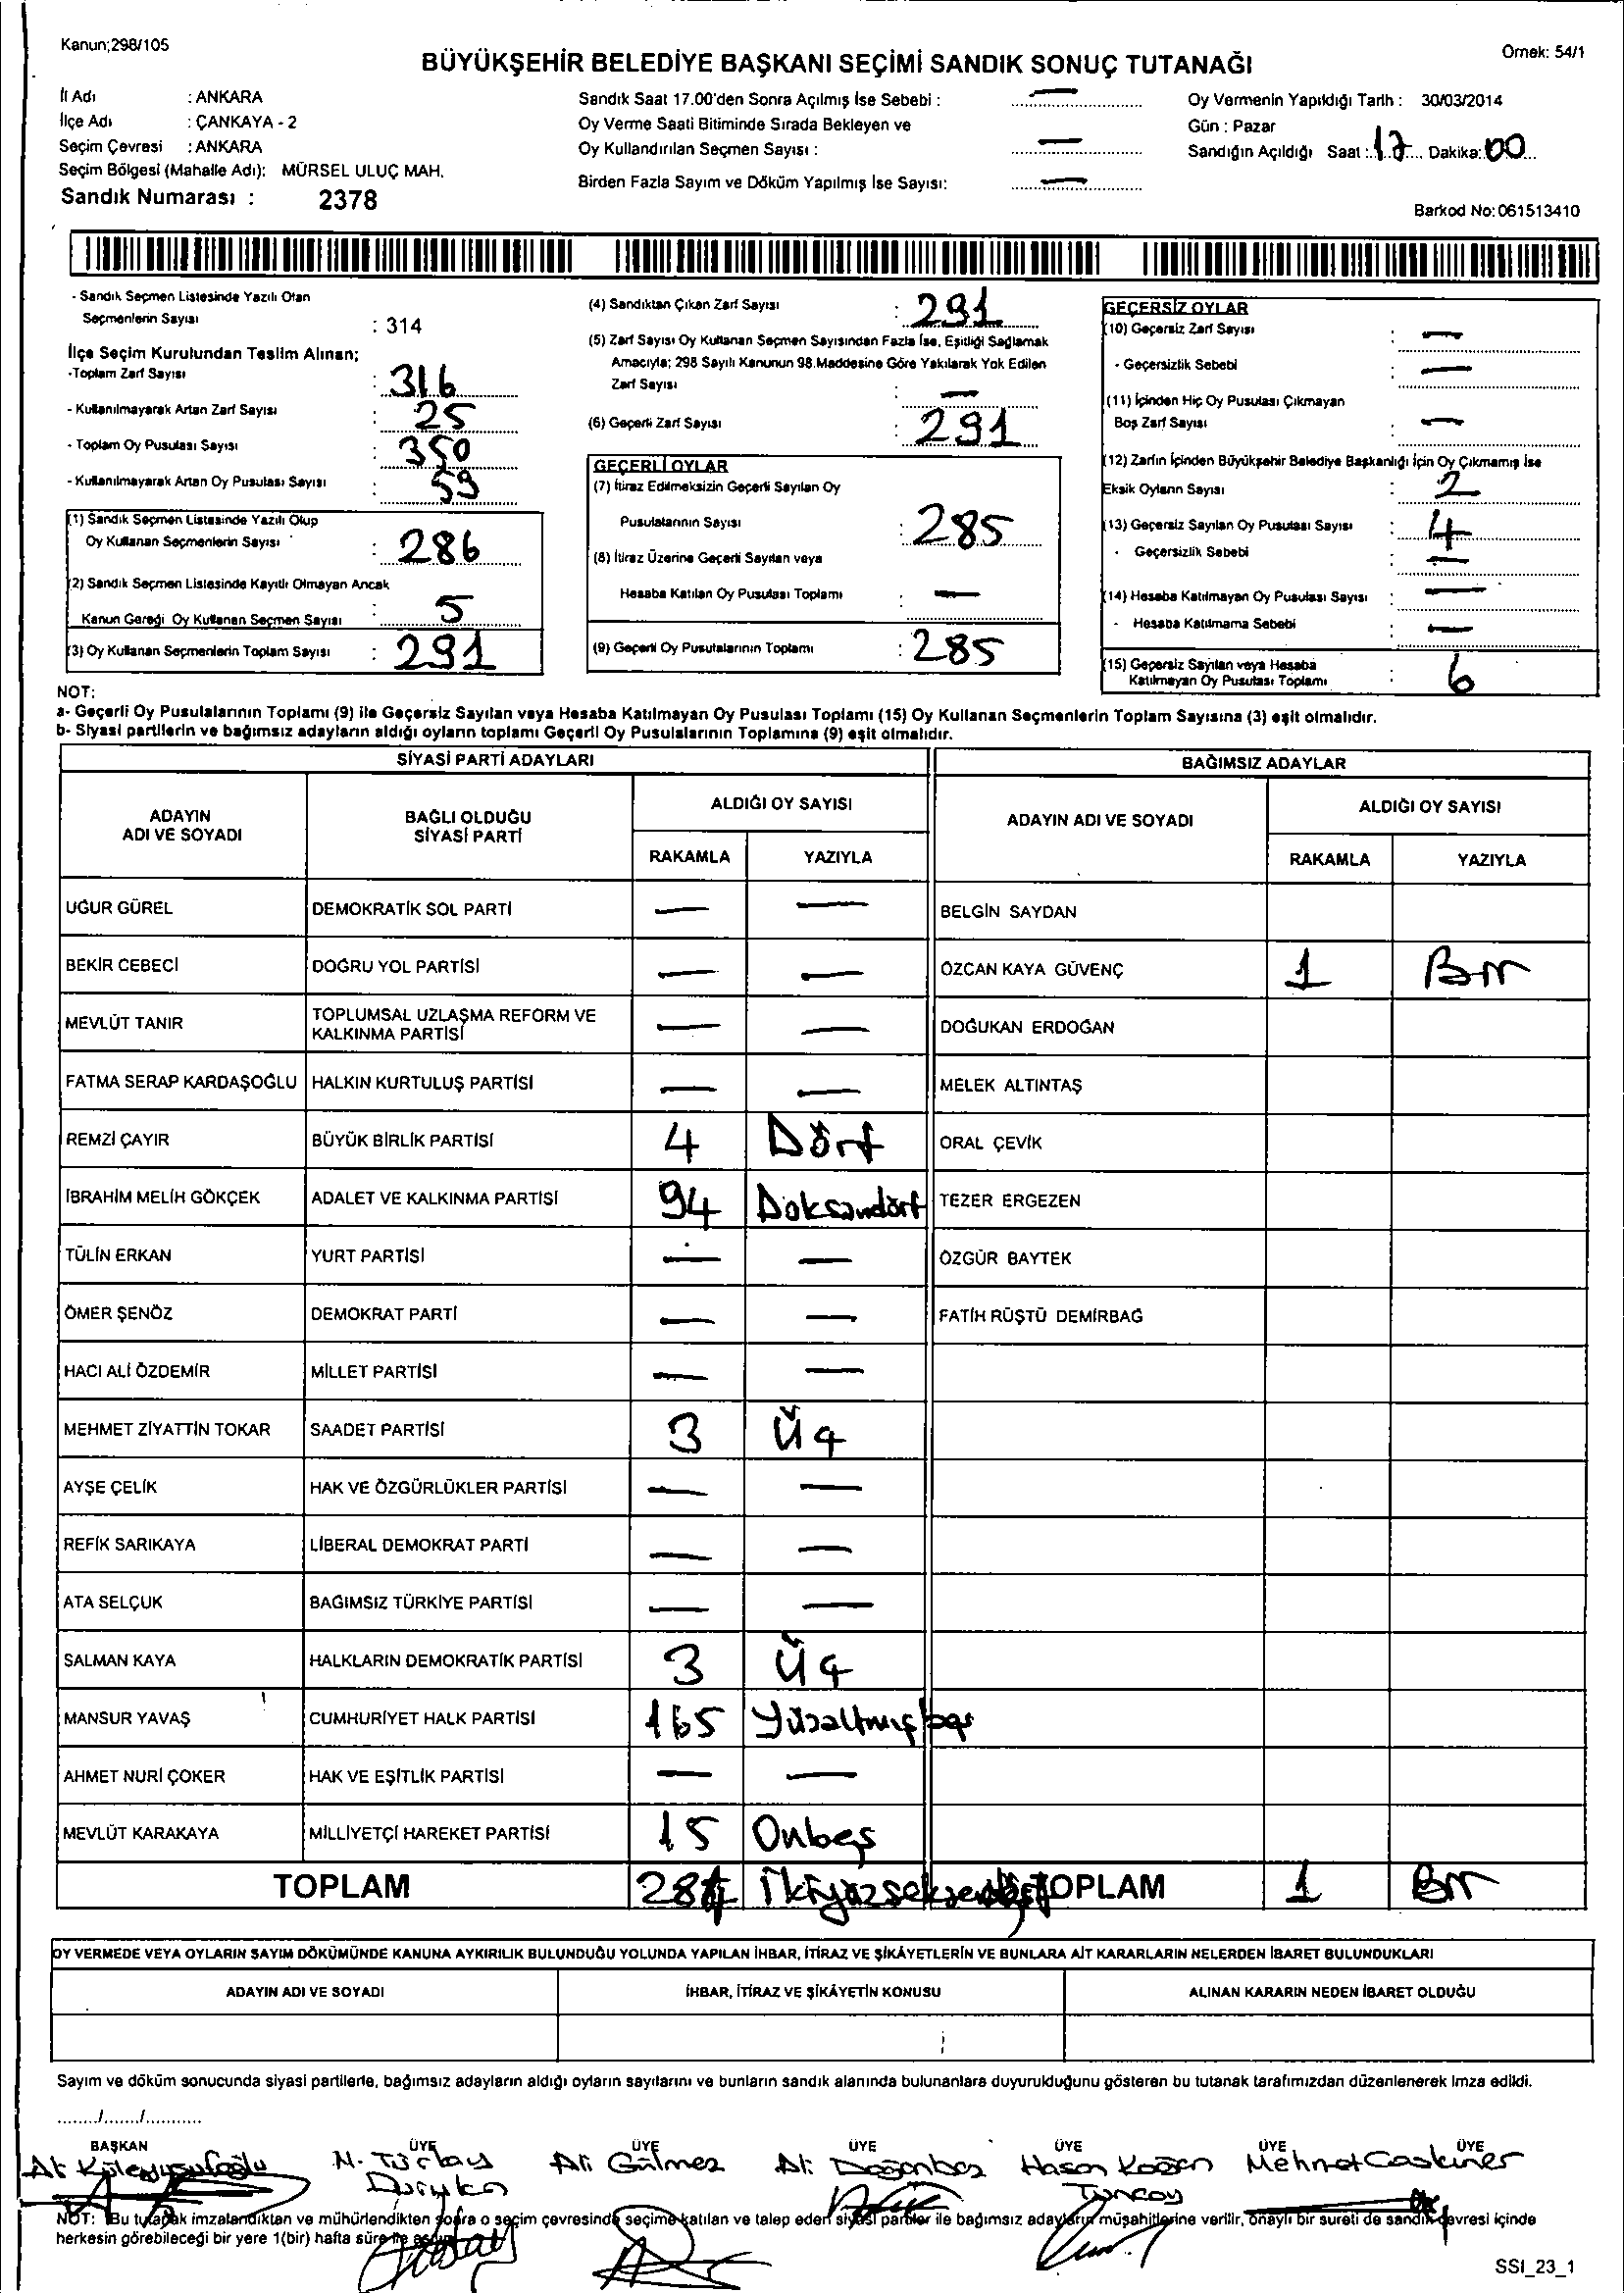 Kanun;298/105
Örnek: 54/1
BÜYÜKŞEHİR BELEDİYE BAŞKANI SEÇİMİ SANDIK SONUÇ TUTANAĞI
İl Adı : ANKARA
İlçe Adı : ÇANKAYA - 2
Seçim Çevresi : ANKARA
Seçim Bölgesi (Mahalle Adı): MÜRSEL ULUÇ MAH.
Sandık Numarası : 2378
Sandık Saat 17.00'den Sonra Açılmış İse Sebebi : —
Oy Verme Saati Bitiminde Sırada Bekleyen ve
Oy Kullandırılan Seçmen Sayısı : —
Birden Fazla Sayım ve Döküm Yapılmış İse Sayısı: —
Oy Vermenin Yapıldığı Tarih : 30/03/2014
Gün : Pazar
Sandığın Açıldığı Saat : 17 Dakika: 00
Barkod No: 061513410
- Sandık Seçmen Listesinde Yazılı Olan
Seçmenlerin Sayısı : 314
İlçe Seçim Kurulundan Teslim Alınan;
-Toplam Zarf Sayısı : 316
- Kullanılmayarak Artan Zarf Sayısı : 25
- Toplam Oy Pusulası Sayısı : 350
- Kullanılmayarak Artan Oy Pusulası Sayısı : 59
(1) Sandık Seçmen Listesinde Yazılı Olup
Oy Kullanan Seçmenlerin Sayısı : 286
(2) Sandık Seçmen Listesinde Kayıtlı Olmayan Ancak
Kanun Gereği Oy Kullanan Seçmen Sayısı : 5
(3) Oy Kullanan Seçmenlerin Toplam Sayısı : 291
(4) Sandıktan Çıkan Zarf Sayısı : 291
(5) Zarf Sayısı Oy Kullanan Seçmen Sayısından Fazla İse, Eşitliği Sağlamak
Amacıyla; 298 Sayılı Kanunun 98.Maddesine Göre Yakılarak Yok Edilen
Zarf Sayısı : —
(6) Geçerli Zarf Sayısı : 291
GEÇERLİ OYLAR
(7) İtiraz Edilmeksizin Geçerli Sayılan Oy
Pusulalarının Sayısı : 285
(8) İtiraz Üzerine Geçerli Sayılan veya
Hesaba Katılan Oy Pusulası Toplamı : —
(9) Geçerli Oy Pusulalarının Toplamı : 285
GEÇERSİZ OYLAR
(10) Geçersiz Zarf Sayısı : —
- Geçersizlik Sebebi : —
(11) İçinden Hiç Oy Pusulası Çıkmayan
Boş Zarf Sayısı : —
(12) Zarfın İçinden Büyükşehir Belediye Başkanlığı İçin Oy Çıkmamış İse
Eksik Oyların Sayısı : 2
(13) Geçersiz Sayılan Oy Pusulası Sayısı : 4
- Geçersizlik Sebebi : —
(14) Hesaba Katılmayan Oy Pusulası Sayısı : —
- Hesaba Katılmama Sebebi : —
(15) Geçersiz Sayılan veya Hesaba
Katılmayan Oy Pusulası Toplamı : 6
NOT:
a- Geçerli Oy Pusulalarının Toplamı (9) ile Geçersiz Sayılan veya Hesaba Katılmayan Oy Pusulası Toplamı (15) Oy Kullanan Seçmenlerin Toplam Sayısına (3) eşit olmalıdır.
b- Siyasi partilerin ve bağımsız adayların aldığı oyların toplamı Geçerli Oy Pusulalarının Toplamına (9) eşit olmalıdır.
SİYASİ PARTİ ADAYLARI
BAĞIMSIZ ADAYLAR
ADAYIN
ADI VE SOYADI
BAĞLI OLDUĞU
SİYASİ PARTİ
ALDIĞI OY SAYISI
RAKAMLA YAZIYLA
ADAYIN ADI VE SOYADI
ALDIĞI OY SAYISI
RAKAMLA YAZIYLA
UĞUR GÜREL DEMOKRATİK SOL PARTİ — — BELGİN SAYDAN
BEKİR CEBECİ DOĞRU YOL PARTİSİ — — ÖZCAN KAYA GÜVENÇ 1 Bir
MEVLÜT TANIR TOPLUMSAL UZLAŞMA REFORM VE KALKINMA PARTİSİ — — DOĞUKAN ERDOĞAN
FATMA SERAP KARDAŞOĞLU HALKIN KURTULUŞ PARTİSİ — — MELEK ALTINTAŞ
REMZİ ÇAYIR BÜYÜK BİRLİK PARTİSİ 4 Dört ORAL ÇEVİK
İBRAHİM MELİH GÖKÇEK ADALET VE KALKINMA PARTİSİ 94 Doksandört TEZER ERGEZEN
TÜLİN ERKAN YURT PARTİSİ — — ÖZGÜR BAYTEK
ÖMER ŞENÖZ DEMOKRAT PARTİ — — FATİH RÜŞTÜ DEMİRBAĞ
HACI ALİ ÖZDEMİR MİLLET PARTİSİ — —
MEHMET ZİYATTİN TOKAR SAADET PARTİSİ 3 Üç
AYŞE ÇELİK HAK VE ÖZGÜRLÜKLER PARTİSİ — —
REFİK SARIKAYA LİBERAL DEMOKRAT PARTİ — —
ATA SELÇUK BAĞIMSIZ TÜRKİYE PARTİSİ — —
SALMAN KAYA HALKLARIN DEMOKRATİK PARTİSİ 3 Üç
MANSUR YAVAŞ CUMHURİYET HALK PARTİSİ 165 Yüzaltmışbeş
AHMET NURİ ÇOKER HAK VE EŞİTLİK PARTİSİ — —
MEVLÜT KARAKAYA MİLLİYETÇİ HAREKET PARTİSİ 15 Onbeş
TOPLAM 284 TOPLAM 1 Bir
OY VERMEDE VEYA OYLARIN SAYIM DÖKÜMÜNDE KANUNA AYKIRILIK BULUNDUĞU YOLUNDA YAPILAN İHBAR, İTİRAZ VE ŞİKÂYETLERİN VE BUNLARA AİT KARARLARIN NELERDEN İBARET BULUNDUKLARI
ADAYIN ADI VE SOYADI İHBAR, İTİRAZ VE ŞİKÂYETİN KONUSU ALINAN KARARIN NEDEN İBARET OLDUĞU
Sayım ve döküm sonucunda siyasi partilerle, bağımsız adayların aldığı oyların sayılarını ve bunların sandık alanında bulunanlara duyurulduğunu gösteren bu tutanak tarafımızdan düzenlenerek imza edildi.
......../......./...........
BAŞKAN ÜYE ÜYE ÜYE ÜYE ÜYE ÜYE
Ali Gülmez Hasan Mehmet
NOT: Bu tutanak imzalandıktan ve mühürlendikten sonra o seçim çevresinde seçime katılan ve talep eden siyasi partiler ile bağımsız adayların müşahitlerine verilir, onaylı bir sureti de sandık çevresi içinde
herkesin görebileceği bir yere 1(bir) hafta süre ile asılır.
SSI_23_1